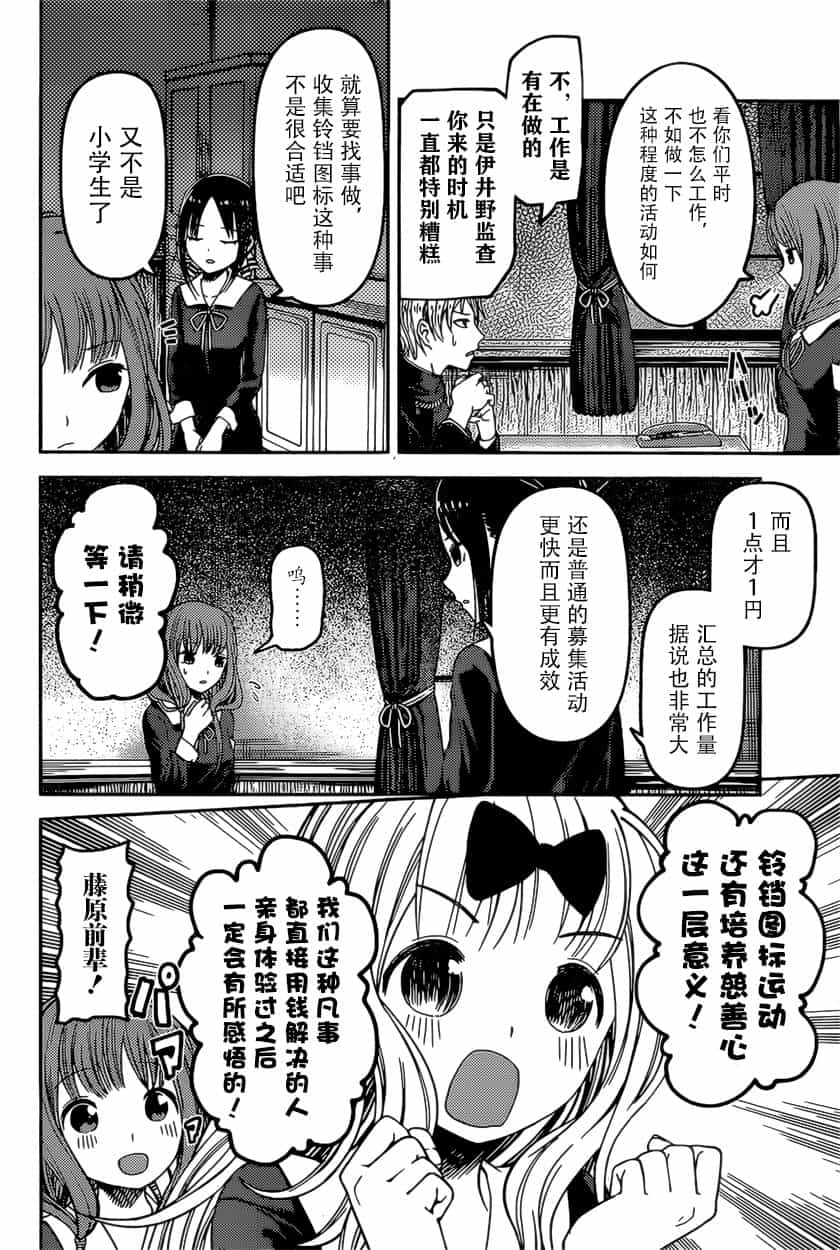 看你们平时
也不怎么工作,
不如做一下
这种程度的活动如何
不，工作是
有在做的
只是伊井野监查
你来的时机
一直都特别糟糕
就算要找事做,
收集铃铛图标这种事
不是很合适吧
又不是
小学生了
而且
1点才1円
汇总的工作量
据说也非常大
还是普通的募集活动
更快而且更有成效
呜……
请稍微
等一下！
铃铛图标运动
还有培养慈善心
这一层意义！
我们这种凡事
都直接用钱解决的人
亲身体验过之后
一定会有所感悟的！
藤原前辈！
パァァ